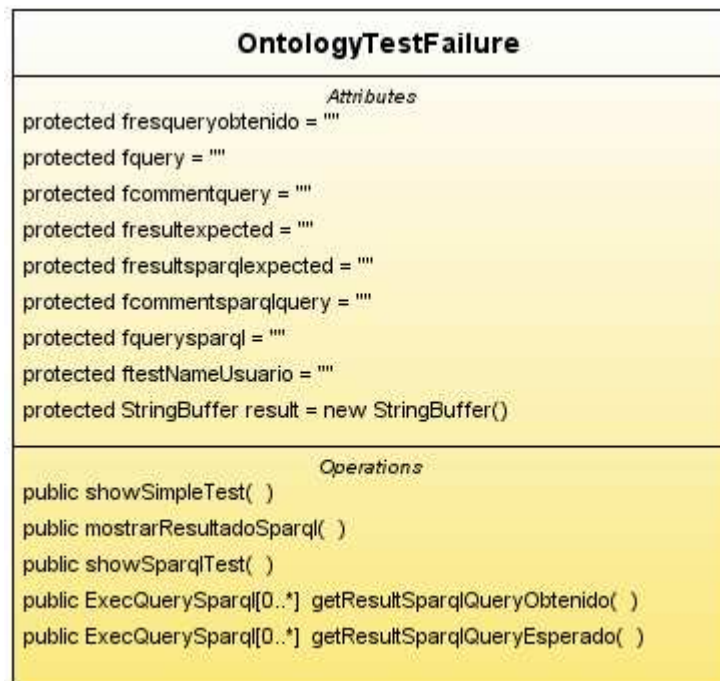 OntologyTestFailure
Attributes
protected fresqueryobtenido = ""
protected fquery = ""
protected fcommentquery = ""
protected fresultexpected = ""
protected fresultsparqlexpected = ""
protected fcommentsparqlquery = ""
protected fquerysparql = ""
protected ftestNameUsuario = ""
protected StringBuffer result = new StringBuffer()
Operations
public showSimpleTest( )
public mostrarResultadoSparql( )
public showSparqlTest( )
public ExecQuerySparql[0..*] getResultSparqlQueryObtenido( )
public ExecQuerySparql[0..*] getResultSparqlQueryEsperado( )